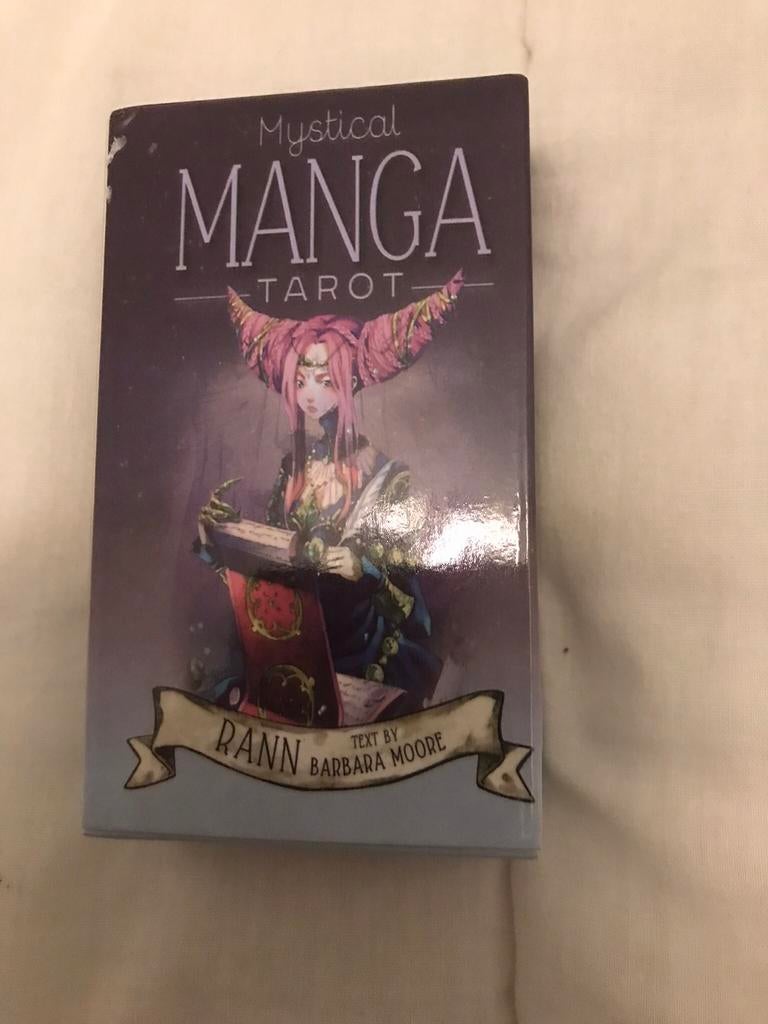 Mystical
MANGA
TAROT
RANN
TEXT BY
BARBARA MOORE